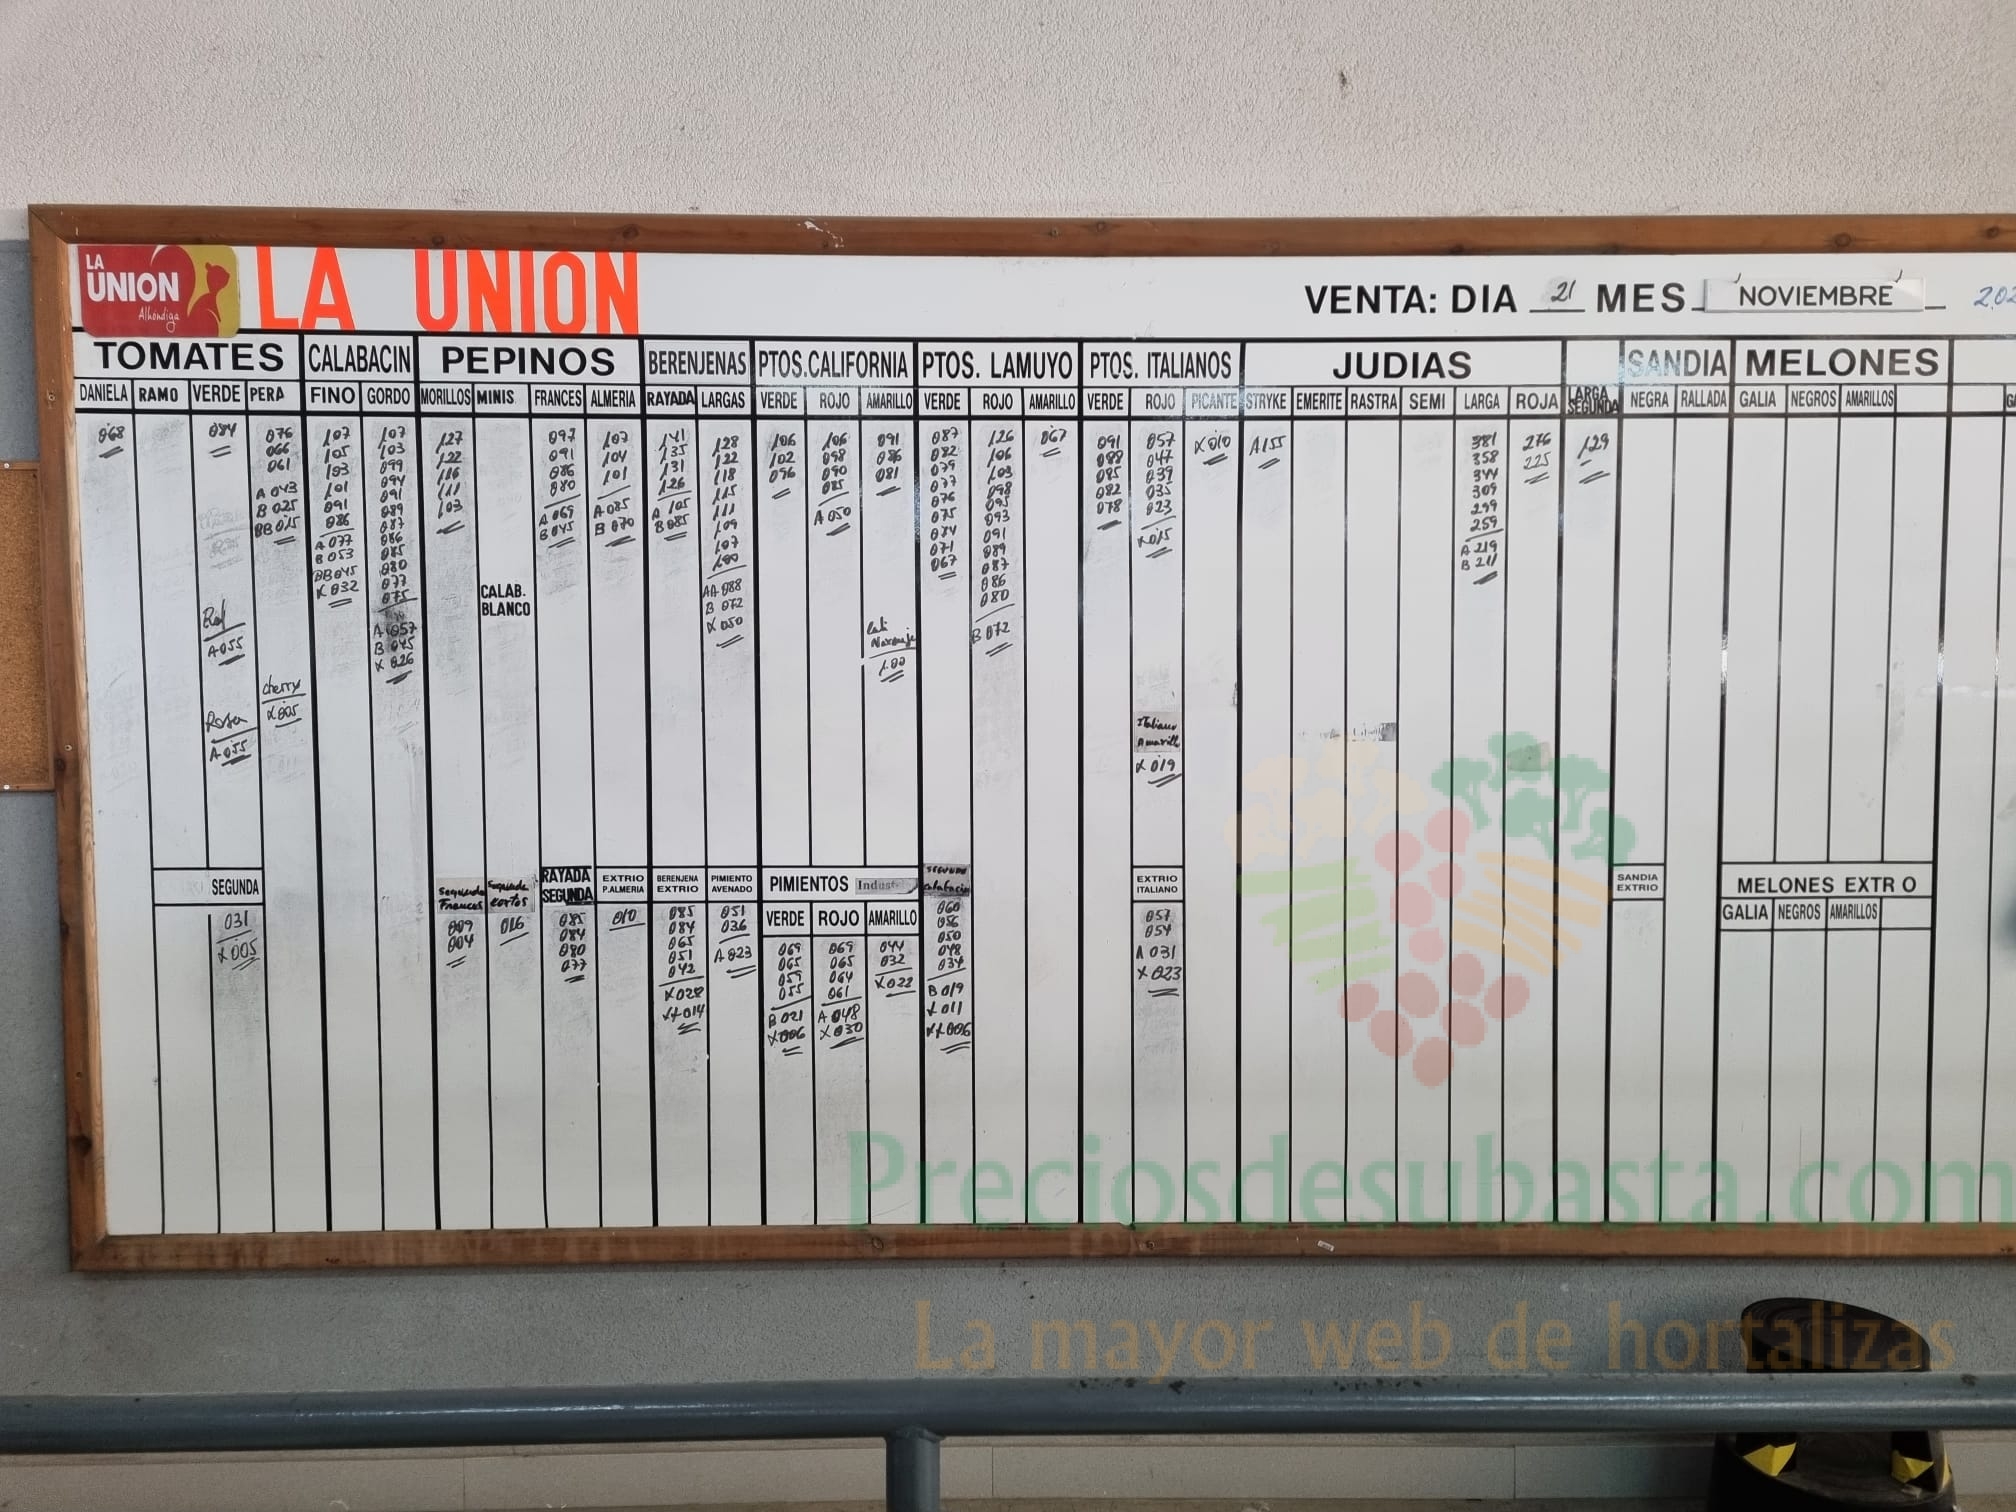 LA UNION Alhóndiga
LA UNION
VENTA: DIA 21 MES NOVIEMBRE
TOMATES CALABACIN PEPINOS BERENJENAS PTOS.CALIFORNIA PTOS. LAMUYO PTOS. ITALIANOS JUDIAS SANDIA MELONES
DANIELA RAMO VERDE PERA FINO GORDO MORILLOS MINIS FRANCES ALMERIA RAYADA LARGAS VERDE ROJO AMARILLO VERDE ROJO AMARILLO VERDE ROJO PICANTE STRYKE EMERITE RASTRA SEMI LARGA ROJA LARGA SEGUNDA NEGRA RALLADA GALIA NEGROS AMARILLOS
068
084
Raf
A 055
Rosa
A 055
076
066
061
A 043
B 025
BB 015
cherry
X 005
107
105
103
101
091
086
A 077
B 053
BB 045
X 032
107
103
099
094
091
089
087
086
085
080
077
075
A 057
B 045
X 026
127
122
116
111
103
CALAB.
BLANCO
097
091
086
080
A 069
B 045
107
104
101
A 085
B 070
141
135
131
126
A 105
B 085
128
122
118
115
111
109
107
100
AA 088
B 072
X 050
106
102
096
106
098
090
085
A 050
091
086
081
Cali
Naranja
100
087
082
079
077
076
075
084
071
067
126
106
103
098
095
093
091
089
087
086
080
B 072
067
091
088
085
082
078
057
047
039
035
023
X 015
Italiano
Amarillo
X 019
X 010
A 155
381
358
344
309
299
259
A 219
B 211
276
225
129
SEGUNDA
031
X 005
Segunda
Frances
009
004
Segunda
cortos
016
RAYADA
SEGUNDA
085
084
080
077
EXTRIO
P.ALMERIA
010
BERENJENA
EXTRIO
085
084
065
051
042
X 028
XX 014
PIMIENTO
AVENADO
051
036
A 023
PIMIENTOS Indust
VERDE ROJO AMARILLO
069
065
059
055
B 021
X 006
069
065
064
061
A 048
X 030
044
032
X 022
segunda
calabacin
060
056
050
048
034
B 019
X 011
XX 006
EXTRIO
ITALIANO
057
054
A 031
X 023
SANDIA
EXTRIO
MELONES EXTR O
GALIA NEGROS AMARILLOS
Preciosdesubasta.com
La mayor web de hortalizas